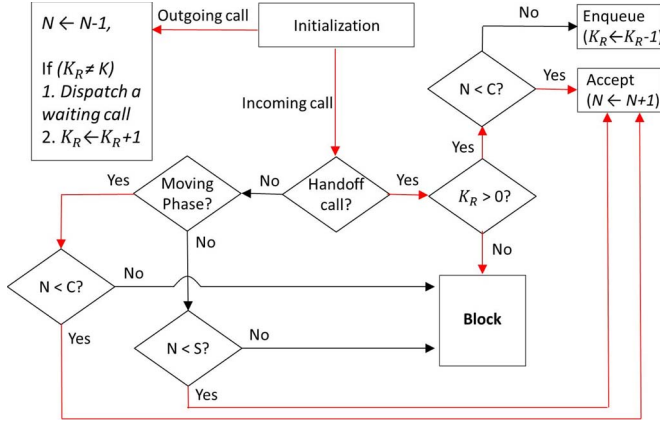 N ← N-1,
If (K_R ≠ K)
1. Dispatch a
waiting call
2. K_R←K_R+1
Outgoing call
Initialization
Incoming call
No
Enqueue
(K_R←K_R-1)
N < C?
Yes
Accept
(N ← N+1)
Yes
Yes
Moving
Phase?
No
Handoff
call?
Yes
K_R > 0?
No
No
N < C?
No
Yes
Block
N < S?
No
Yes